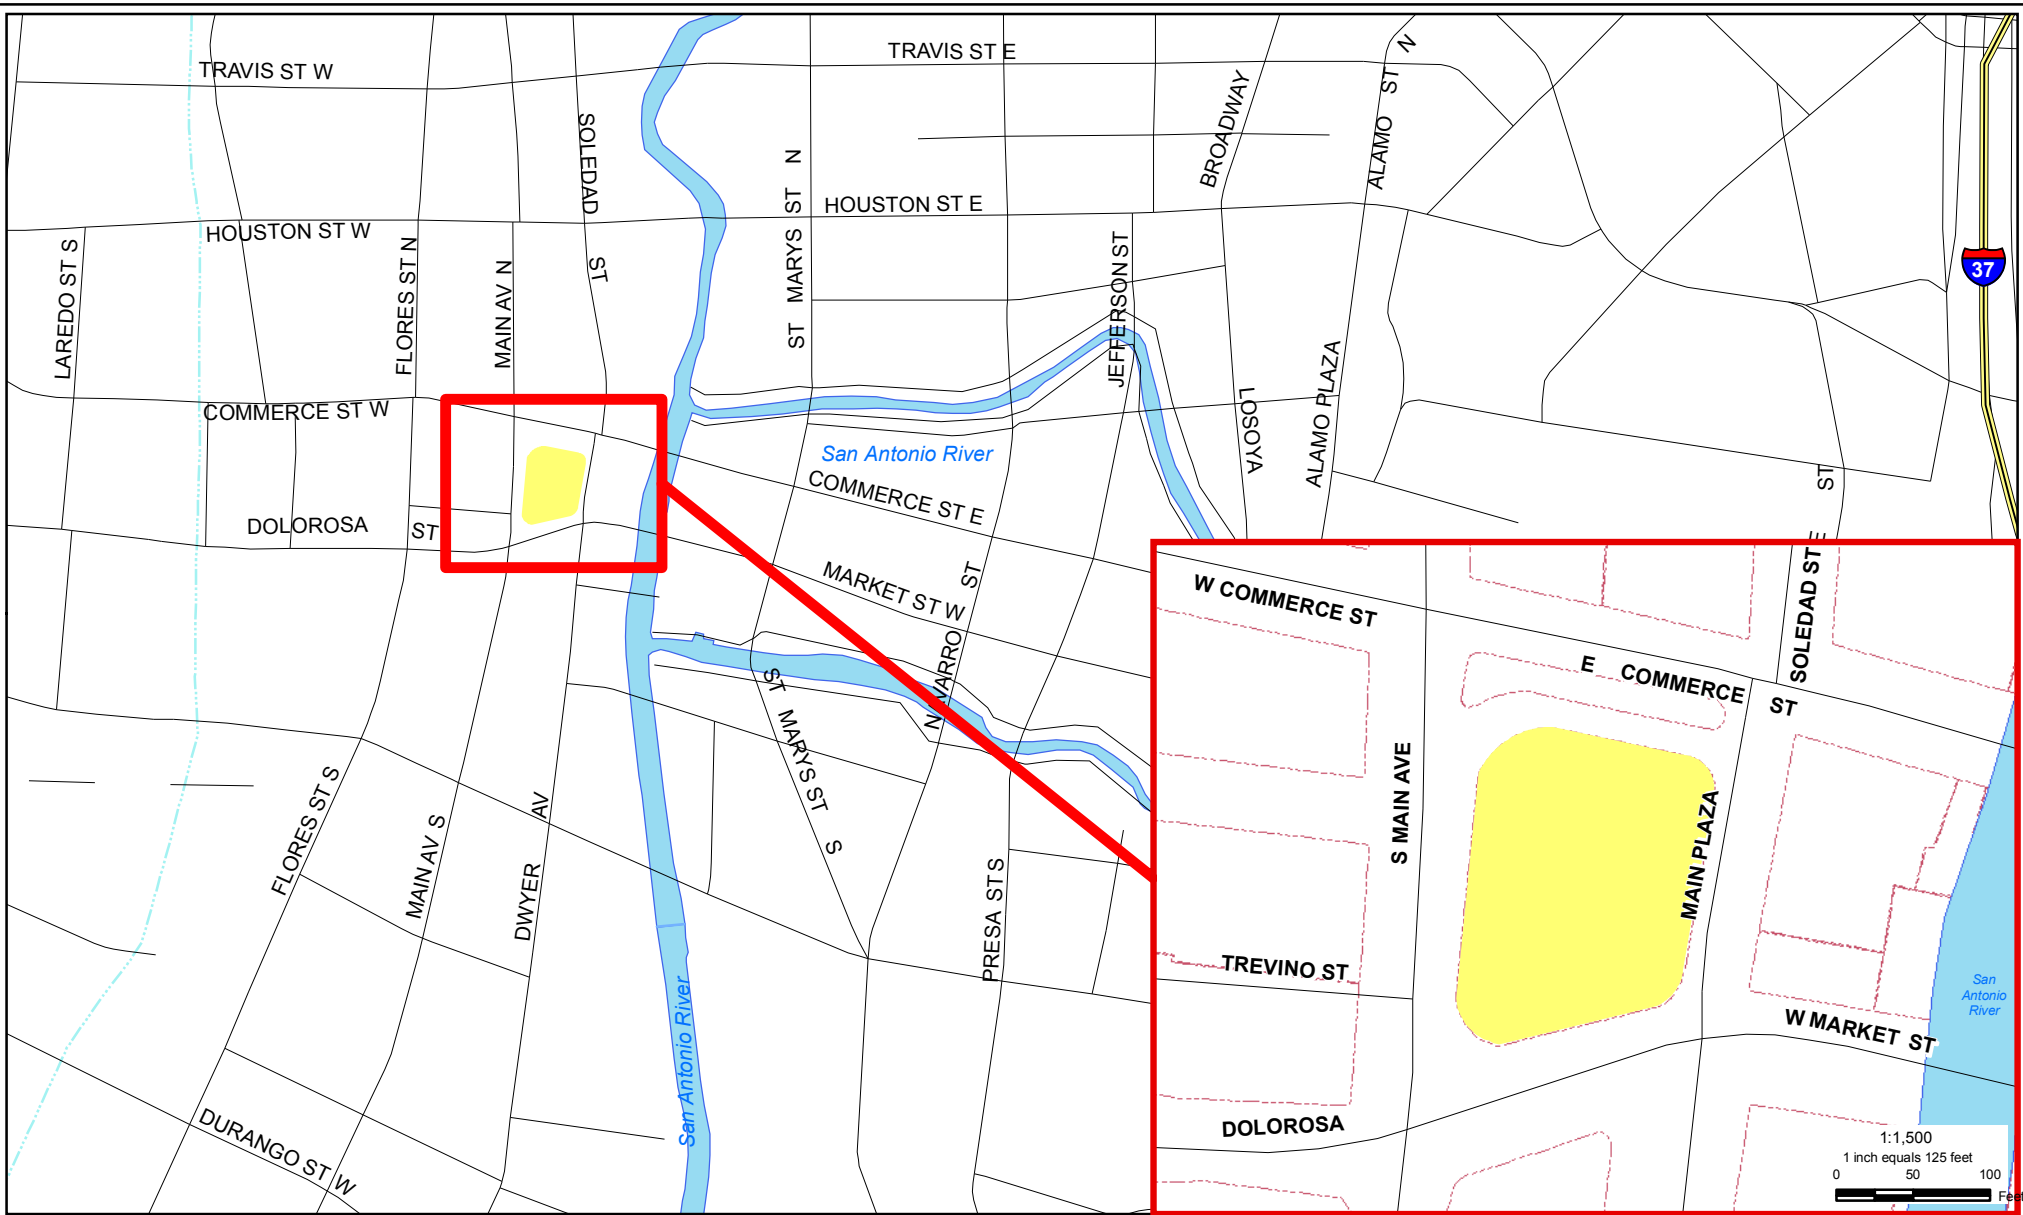 TRAVIS ST W
TRAVIS ST E
ALAMO ST N
BROADWAY
SOLEDAD ST
ST MARYS ST N
HOUSTON ST E
HOUSTON ST W
LAREDO ST S
FLORES ST N
MAIN AV N
JEFFERSON ST
37
COMMERCE ST W
LOSOYA
ALAMO PLAZA
San Antonio River
COMMERCE ST E
DOLOROSA ST
MARKET ST W
N NAVARRO ST
ST MARYS ST S
FLORES ST S
MAIN AV S
DWYER AV
PRESA ST S
San Antonio River
DURANGO ST W
ST
E
W COMMERCE ST
SOLEDAD ST
E COMMERCE ST
S MAIN AVE
MAIN PLAZA
TREVINO ST
San
Antonio
River
W MARKET ST
DOLOROSA
1:1,500
1 inch equals 125 feet
0 50 100
Feet